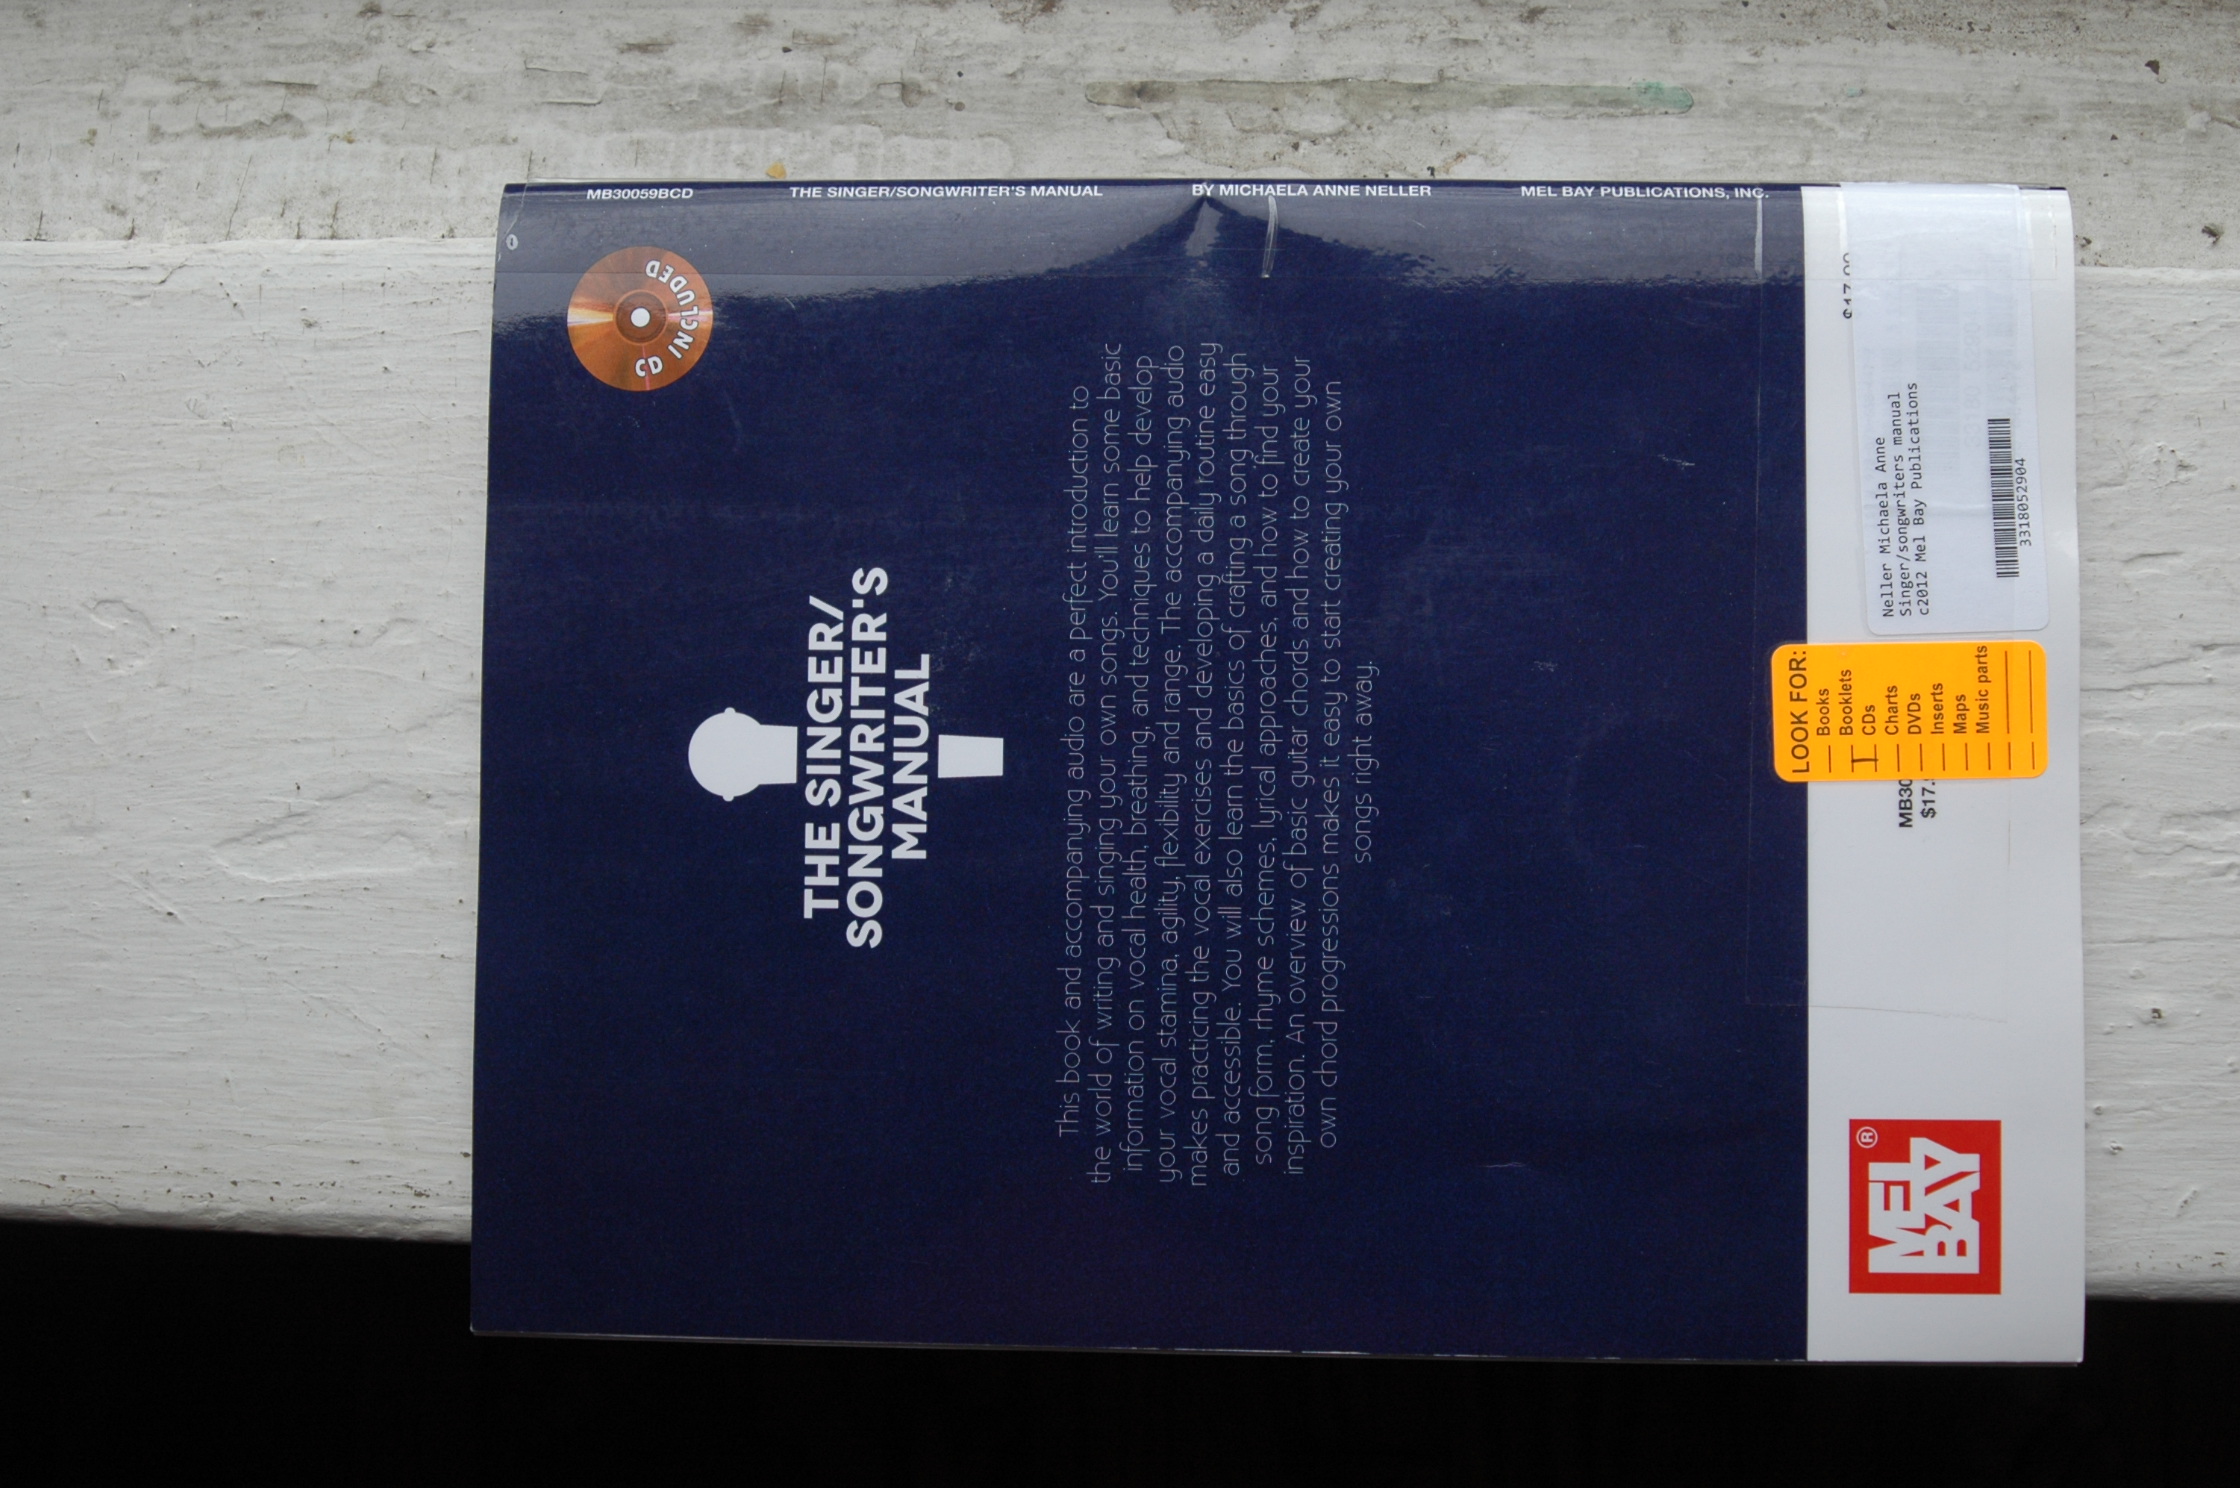 MB30059BCD THE SINGER/SONGWRITER'S MANUAL BY MICHAELA ANNE NELLER MEL BAY PUBLICATIONS, INC.
CD INCLUDED
THE SINGER/
SONGWRITER'S
MANUAL
This book and accompanying audio are a perfect introduction to
the world of writing and singing your own songs. You'll learn some basic
information on vocal health, breathing, and techniques to help develop
your vocal stamina, agility, flexibility and range. The accompanying audio
makes practicing the vocal exercises and developing a daily routine easy
and accessible. You will also learn the basics of crafting a song through
song form, rhyme schemes, lyrical approaches, and how to find your
inspiration. An overview of basic guitar chords and how to create your
own chord progressions makes it easy to start creating your own
songs right away.
MEL
BAY®
MB30
$17.
LOOK FOR:
Books
Booklets
1 CDs
Charts
DVDs
Inserts
Maps
Music parts
Neller Michaela Anne
Singer/songwriters manual
c2012 Mel Bay Publications
3318052904